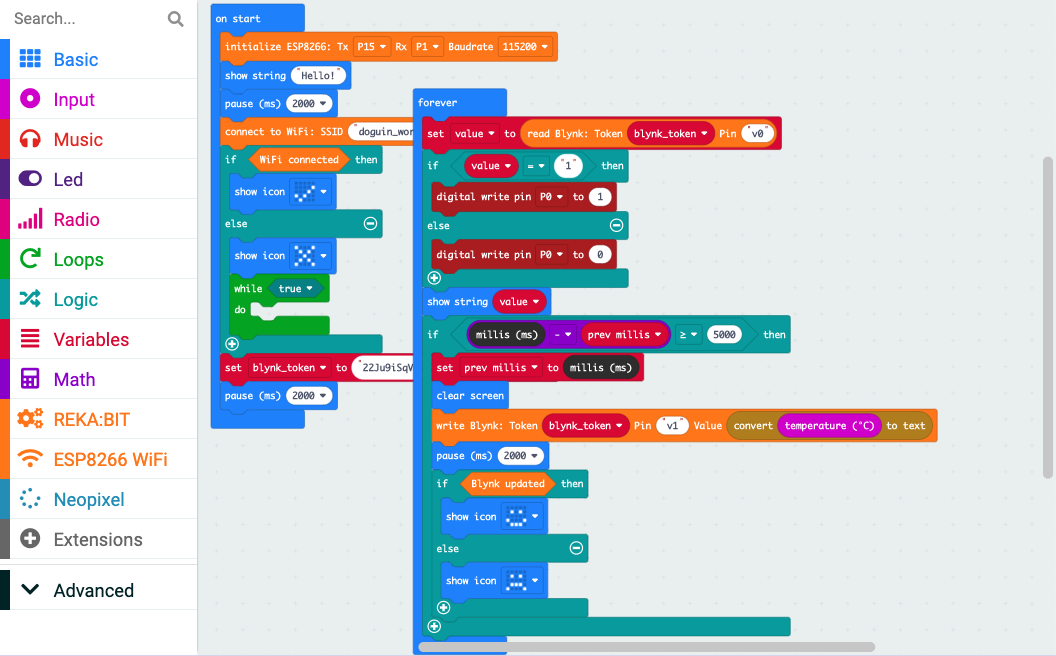 Search...
Basic
Input
Music
Led
Radio
Loops
Logic
Variables
Math
REKA:BIT
ESP8266 WiFi
Neopixel
Extensions
Advanced
on start
initialize ESP8266: Tx P15 Rx P1 Baudrate 115200
show string "Hello!"
pause (ms) 2000
connect to WiFi: SSID "doguin_wor
if WiFi connected then
show icon
else
show icon
while true
do
set blynk_token to "22Ju9iSqV
pause (ms) 2000
forever
set value to read Blynk: Token blynk_token Pin "v0"
if value = "1" then
digital write pin P0 to 1
else
digital write pin P0 to 0
show string value
if millis (ms) - prev millis ≥ 5000 then
set prev millis to millis (ms)
clear screen
write Blynk: Token blynk_token Pin "v1" Value convert temperature (°C) to text
pause (ms) 2000
if Blynk updated then
show icon
else
show icon